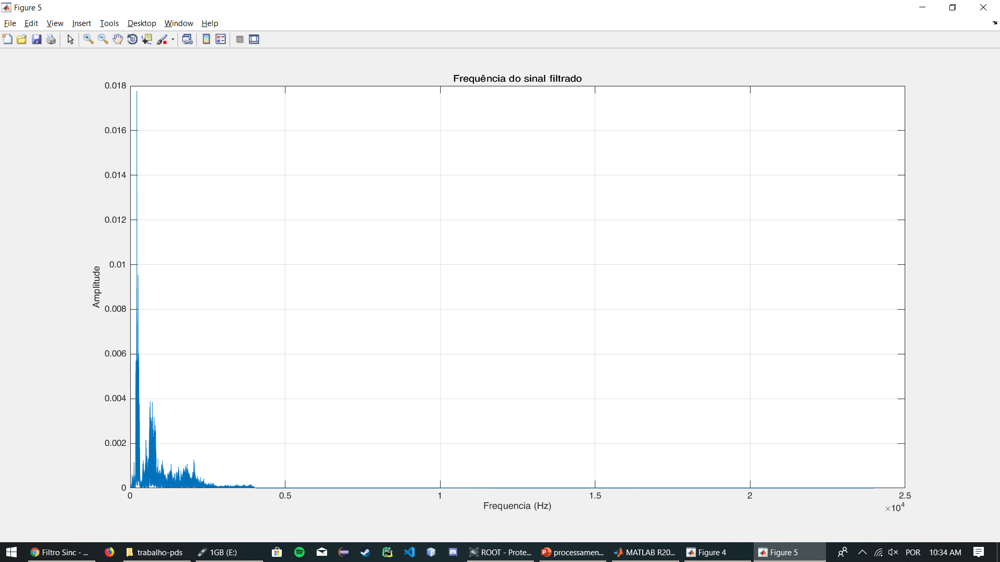 Figure 5
File Edit View Insert Tools Desktop Window Help
Frequência do sinal filtrado
0.018
0.016
0.014
0.012
0.01
0.008
0.006
0.004
0.002
0
Amplitude
0 0.5 1 1.5 2 2.5
×10⁴
Frequencia (Hz)
Filtro Sinc - ... trabalho-pds 1GB (E:) ROOT - Prote... processamen... MATLAB R20... Figure 4 Figure 5 POR 10:34 AM